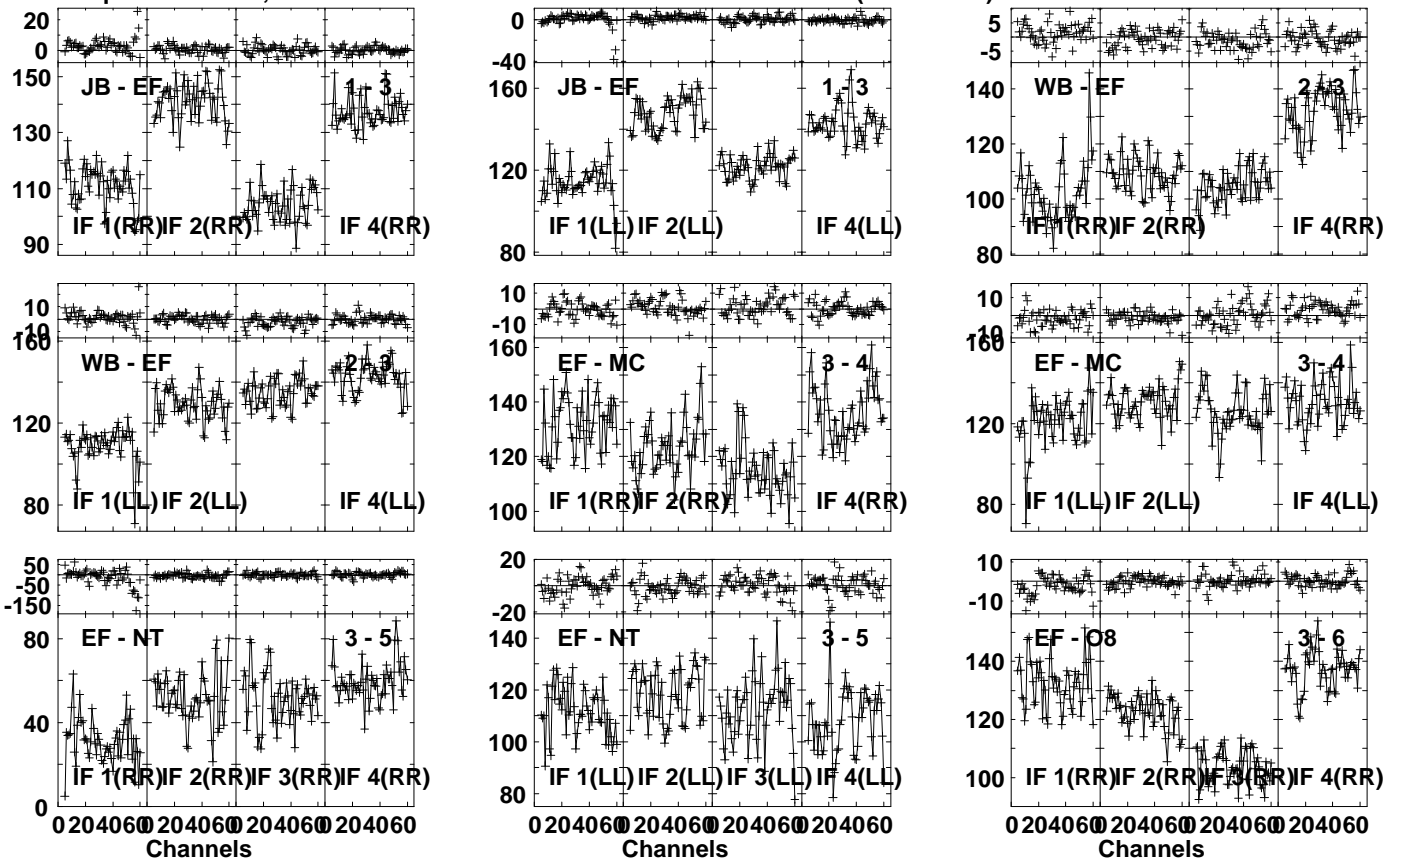 20 0 5
0 -40 -5
150 JB - EF 1 - 3 160 JB - EF 1 - 3 140 WB - EF 2 - 3
130 120
110 120 100
90 IF 1(RR) IF 2(RR) IF 4(RR) 80 IF 1(LL) IF 2(LL) IF 4(LL) 80 IF 1(RR) IF 2(RR) IF 4(RR)
10 10 10
-10 -10 -10
160 WB - EF 2 - 3 160 EF - MC 3 - 4 160 EF - MC 3 - 4
120 140 120
120
80 IF 1(LL) IF 2(LL) IF 4(LL) 100 IF 1(RR) IF 2(RR) IF 4(RR) 80 IF 1(LL) IF 2(LL) IF 4(LL)
50 20 10
-50 0 -10
-150 -20
80 EF - NT 3 - 5 140 EF - NT 3 - 5 EF - O8 3 - 6
40 120 140
100 120
IF 1(RR) IF 2(RR) IF 3(RR) IF 4(RR) IF 1(LL) IF 2(LL) IF 3(LL) IF 4(LL) 100 IF 1(RR) IF 2(RR) IF 3(RR) IF 4(RR)
0 80
0 20 40 60 0 20 40 60 0 20 40 60 0 20 40 60 0 20 40 60 0 20 40 60 0 20 40 60 0 20 40 60 0 20 40 60 0 20 40 60 0 20 40 60 0 20 40 60
Channels Channels Channels